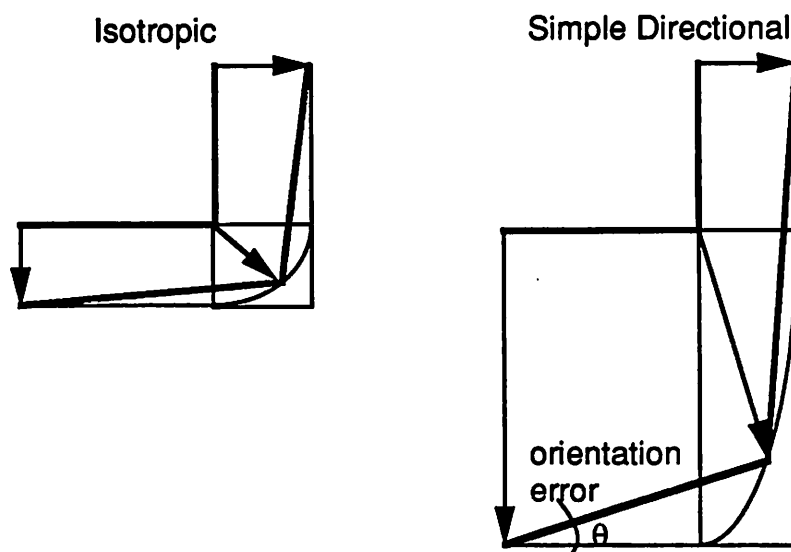 Isotropic
Simple Directional
orientation
error
θ